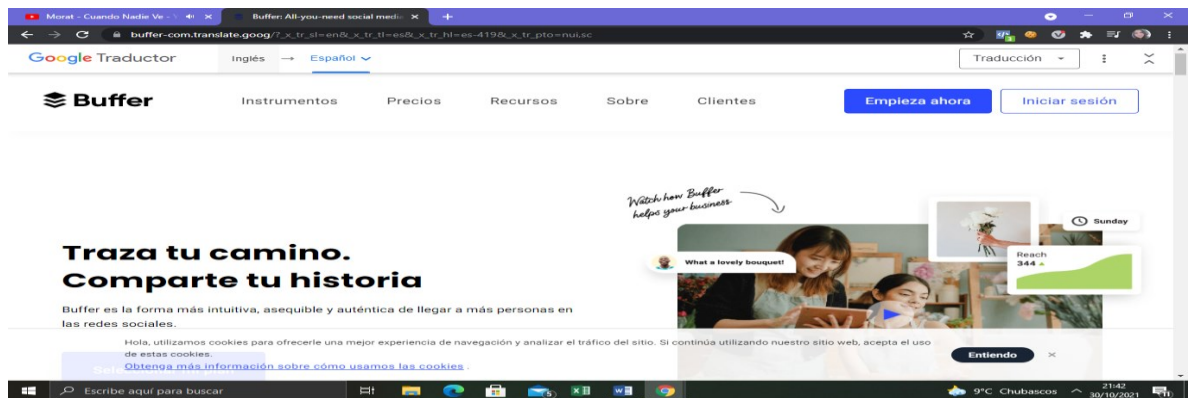 Morat - Cuando Nadie Ve - V
Buffer: All-you-need social medi
buffer-com.translate.goog/?_x_tr_sl=en&_x_tr_tl=es&_x_tr_hl=es-419&_x_tr_pto=nui,sc
Google Traductor
Inglés → Español
Traducción
Buffer
Instrumentos Precios Recursos Sobre Clientes
Empieza ahora
Iniciar sesión
Watch how Buffer
helps your business
Sunday
What a lovely bouquet!
Reach
344
Traza tu camino.
Comparte tu historia
Buffer es la forma más intuitiva, asequible y auténtica de llegar a más personas en
las redes sociales.
Hola, utilizamos cookies para ofrecerle una mejor experiencia de navegación y analizar el tráfico del sitio. Si continúa utilizando nuestro sitio web, acepta el uso
de estas cookies.
Obtenga más información sobre cómo usamos las cookies .
Entiendo
Escribe aquí para buscar
9°C Chubascos
21:42
30/10/2021